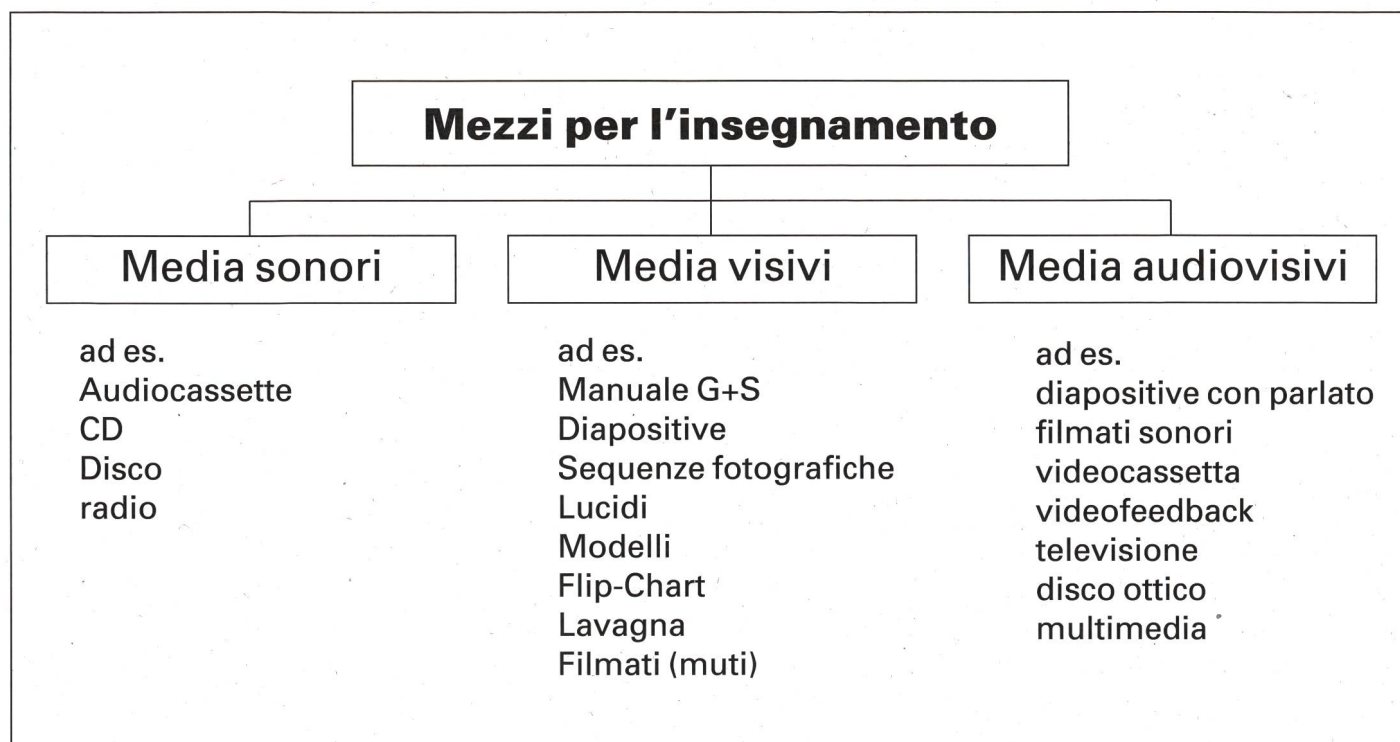 Mezzi per l'insegnamento
Media sonori
ad es.
Audiocassette
CD
Disco
radio
Media visivi
ad es.
Manuale G+S
Diapositive
Sequenze fotografiche
Lucidi
Modelli
Flip-Chart
Lavagna
Filmati (muti)
Media audiovisivi
ad es.
diapositive con parlato
filmati sonori
videocassetta
videofeedback
televisione
disco ottico
multimedia